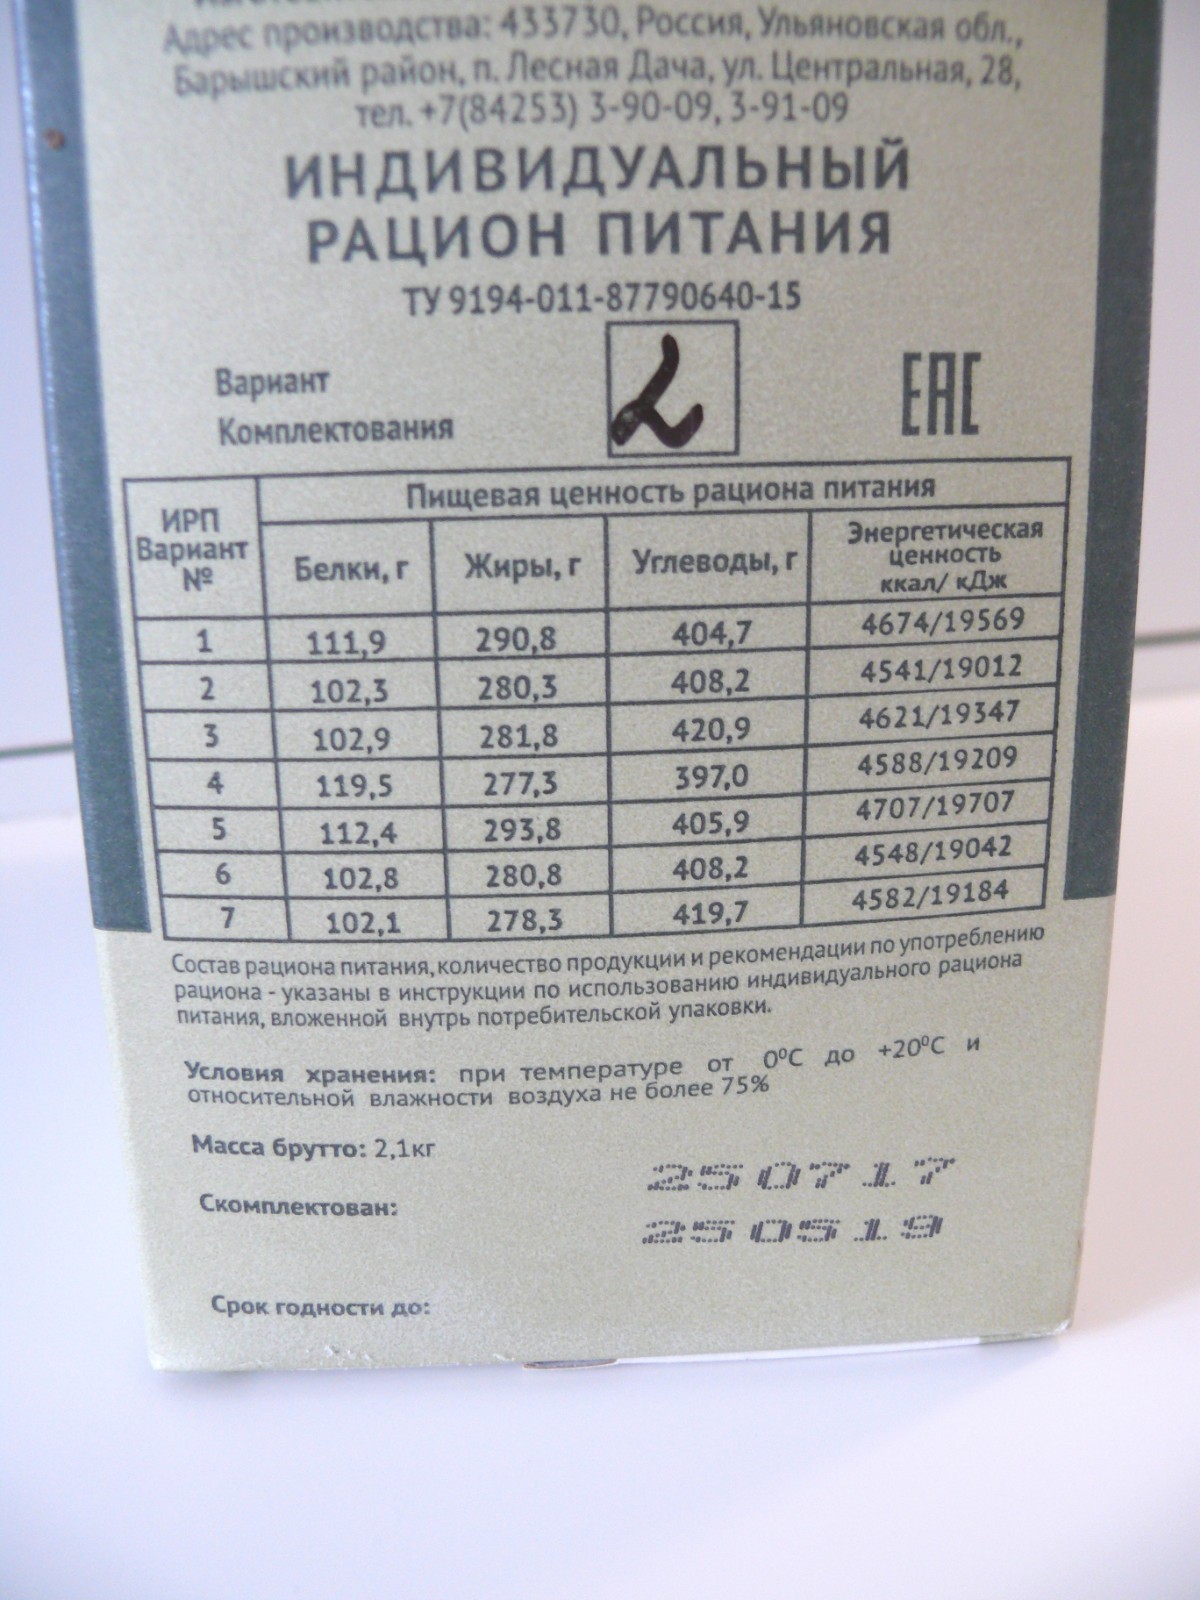 Адрес производства: 433730, Россия, Ульяновская обл.,
Барышский район, п. Лесная Дача, ул. Центральная, 28,
тел. +7(84253) 3-90-09, 3-91-09
ИНДИВИДУАЛЬНЫЙ
РАЦИОН ПИТАНИЯ
ТУ 9194-011-87790640-15
Вариант
Комплектования
2
ЕАС
ИРП
Вариант
№
Пищевая ценность рациона питания
Белки, г Жиры, г Углеводы, г Энергетическая
ценность
ккал/ кДж
1 111,9 290,8 404,7 4674/19569
2 102,3 280,3 408,2 4541/19012
3 102,9 281,8 420,9 4621/19347
4 119,5 277,3 397,0 4588/19209
5 112,4 293,8 405,9 4707/19707
6 102,8 280,8 408,2 4548/19042
7 102,1 278,3 419,7 4582/19184
Состав рациона питания, количество продукции и рекомендации по употреблению
рациона - указаны в инструкции по использованию индивидуального рациона
питания, вложенной внутрь потребительской упаковки.
Условия хранения: при температуре от 0⁰С до +20⁰С и
относительной влажности воздуха не более 75%
Масса брутто: 2,1кг
250717
Скомплектован:
250519
Срок годности до: